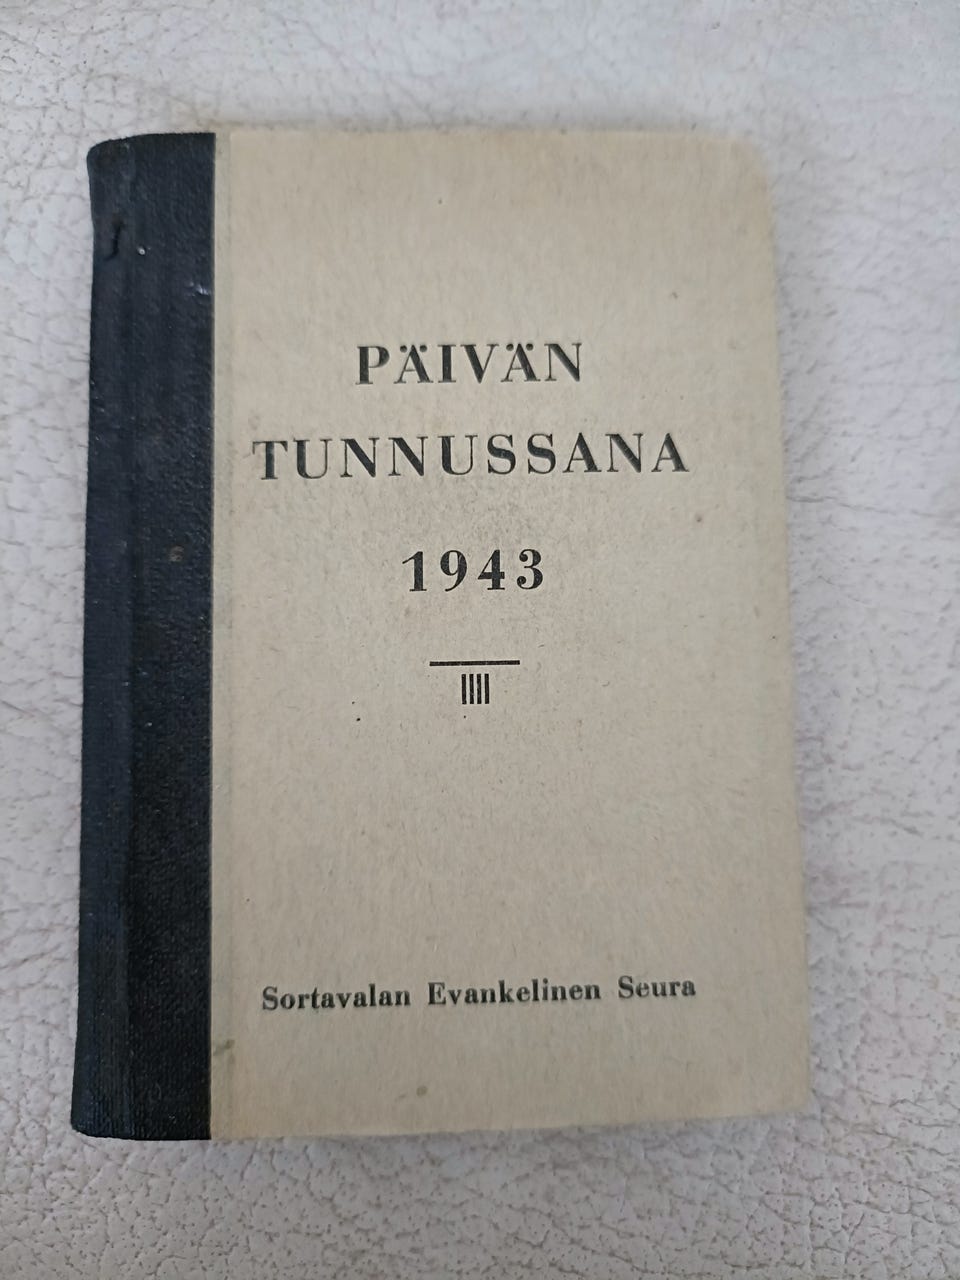 PÄIVÄN
TUNNUSSANA
1943
Sortavalan Evankelinen Seura